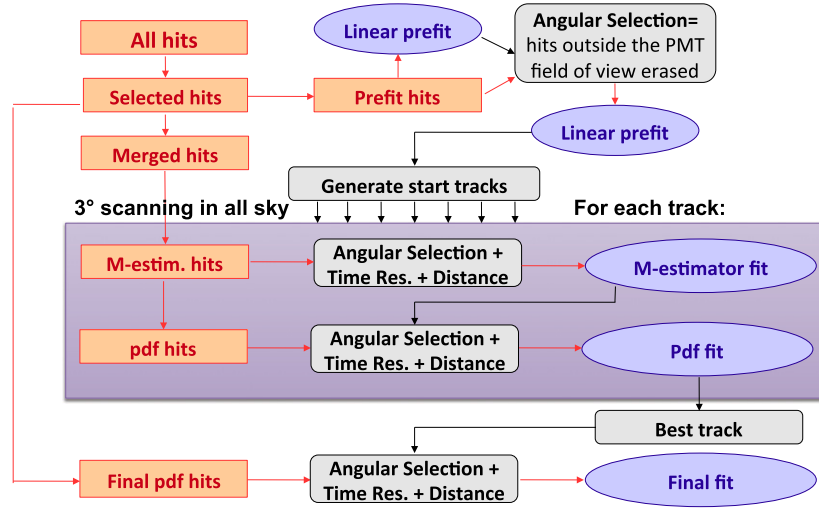 All hits
Linear prefit
Angular Selection=
hits outside the PMT
field of view erased
Selected hits
Prefit hits
Linear prefit
Merged hits
Generate start tracks
3° scanning in all sky
For each track:
M-estim. hits
Angular Selection +
Time Res. + Distance
M-estimator fit
pdf hits
Angular Selection +
Time Res. + Distance
Pdf fit
Best track
Final pdf hits
Angular Selection +
Time Res. + Distance
Final fit